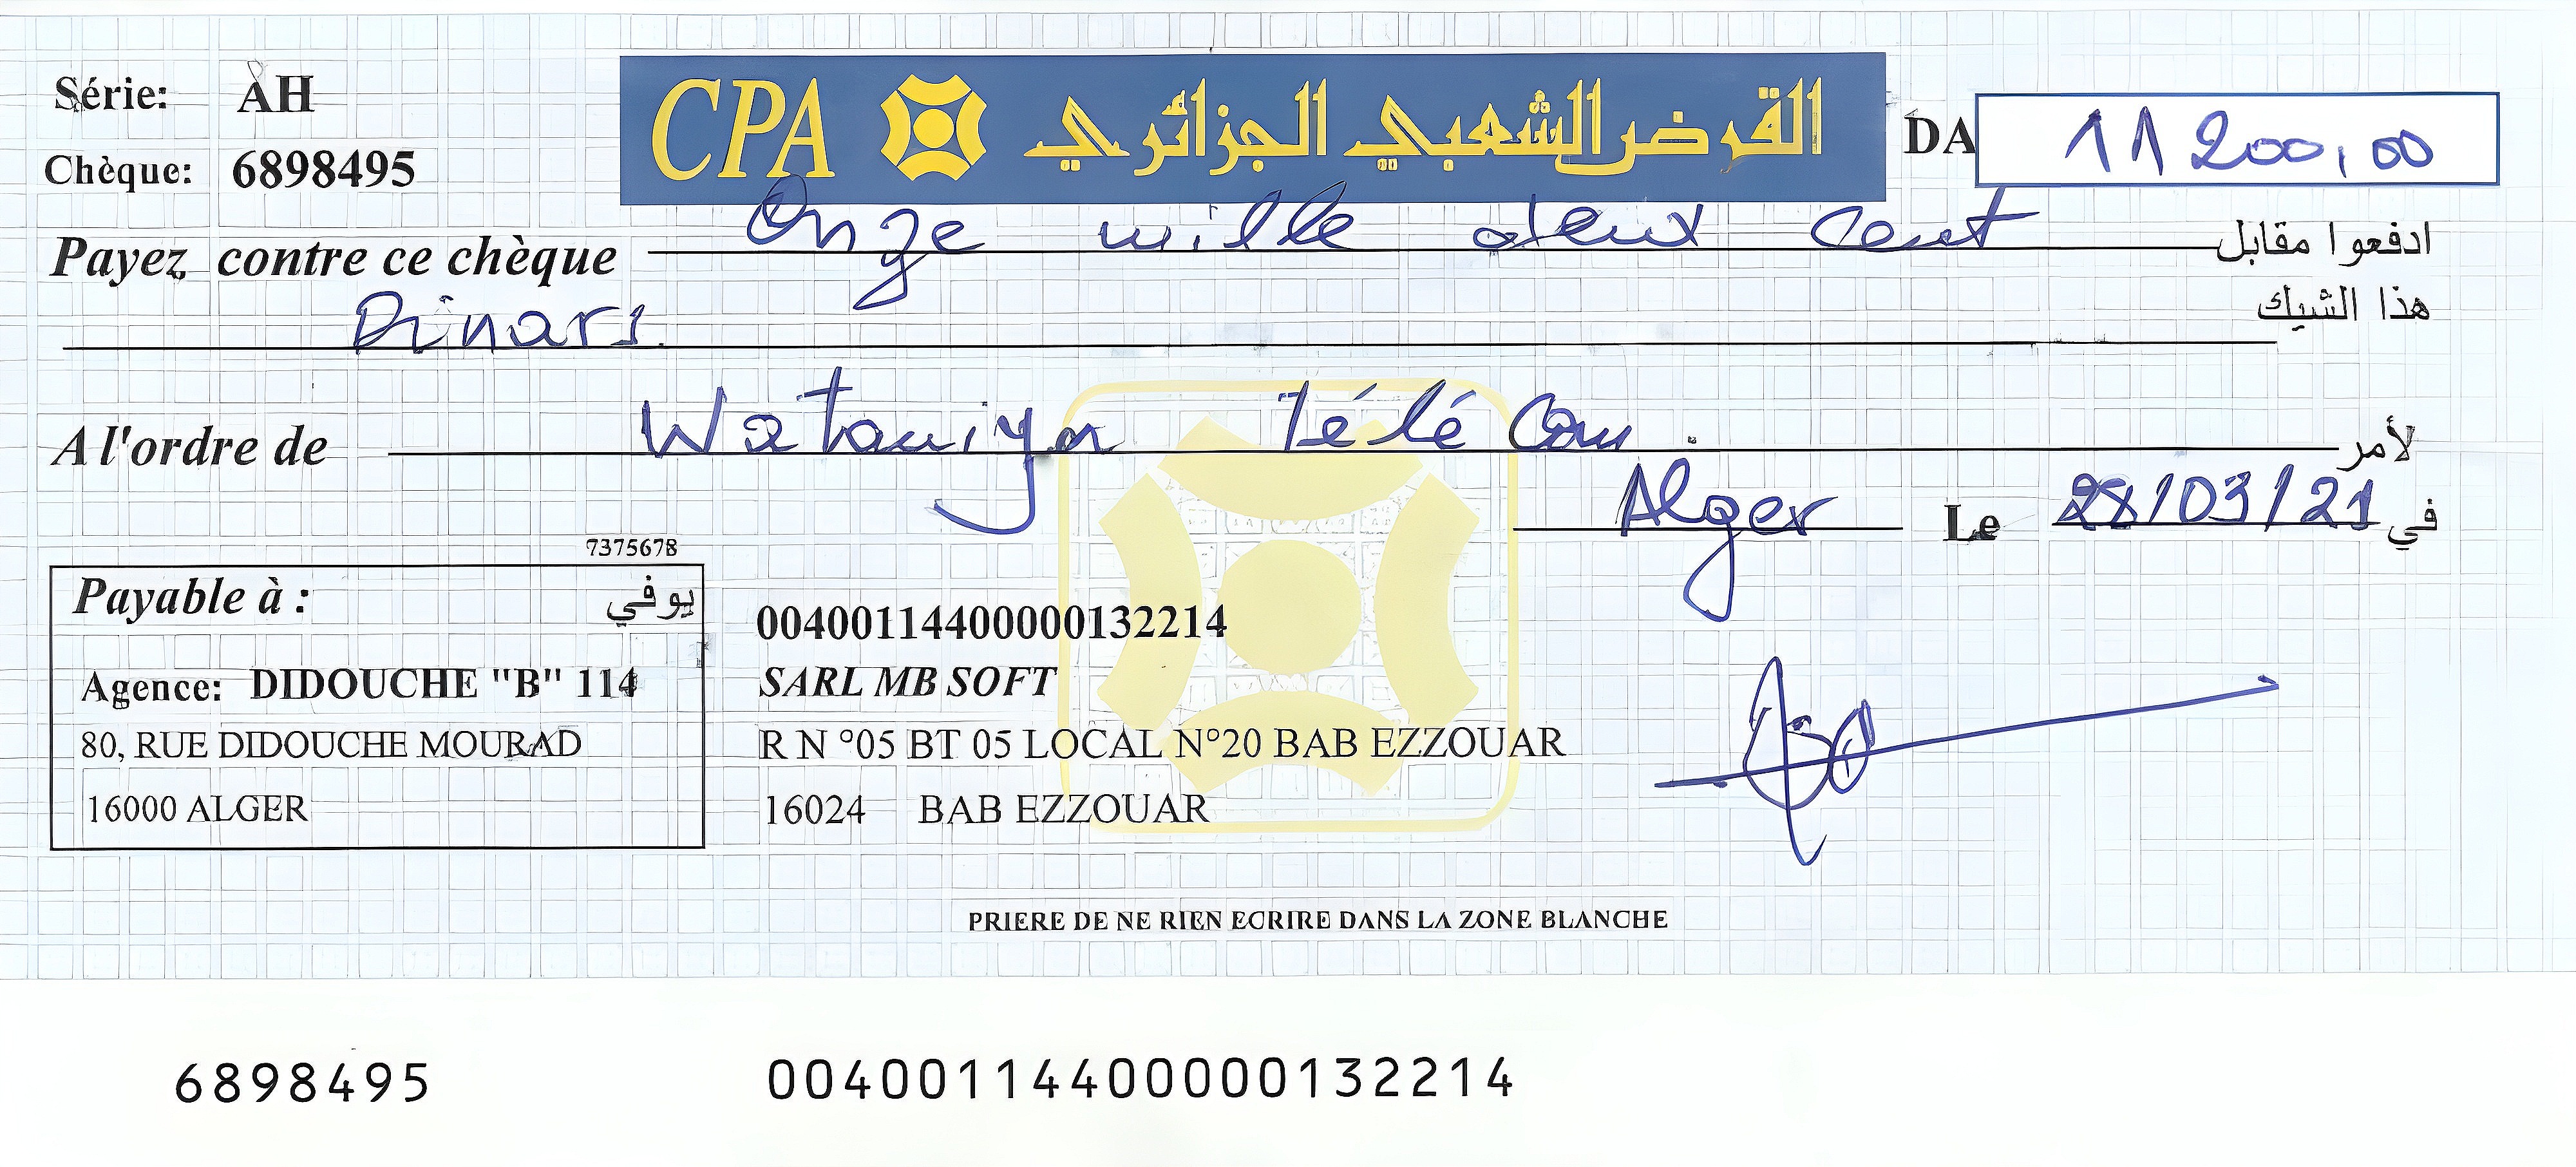 Série: AH
CPA القرض الشعبي الجزائري
DA 11 200,00
Chèque: 6898495
Payez contre ce chèque Onze mille deux cent ادفعوا مقابل
هذا الشيك
Dinars.
A l'ordre de Wataniya Télécom. لأمر
Alger Le 28/03/21 في
7375678
Payable à : يوفي
Agence: DIDOUCHE "B" 114
80, RUE DIDOUCHE MOURAD
16000 ALGER
00400114400000132214
SARL MB SOFT
R N °05 BT 05 LOCAL N°20 BAB EZZOUAR
16024 BAB EZZOUAR
PRIERE DE NE RIEN ECRIRE DANS LA ZONE BLANCHE
6898495 00400114400000132214